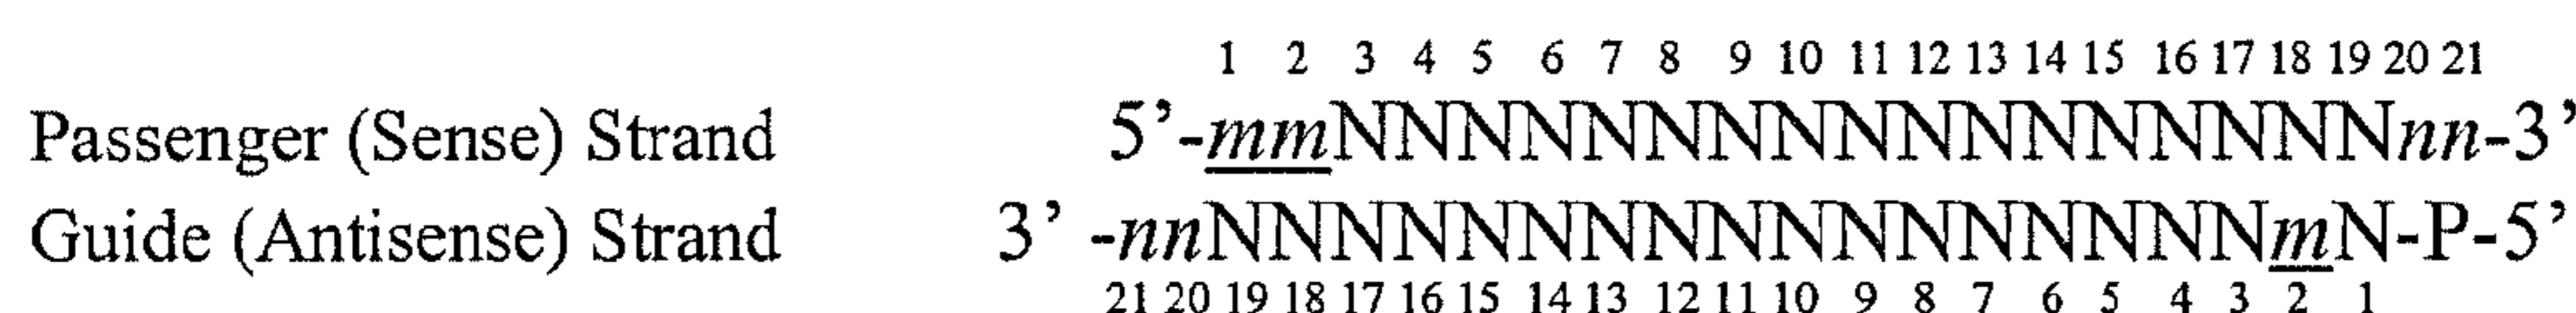 1 2 3 4 5 6 7 8 9 10 11 12 13 14 15 16 17 18 19 20 21
Passenger (Sense) Strand 5’-mmNNNNNNNNNNNNNNNNNnn-3’
Guide (Antisense) Strand 3’ -nnNNNNNNNNNNNNNNNNNmN-P-5’
21 20 19 18 17 16 15 14 13 12 11 10 9 8 7 6 5 4 3 2 1